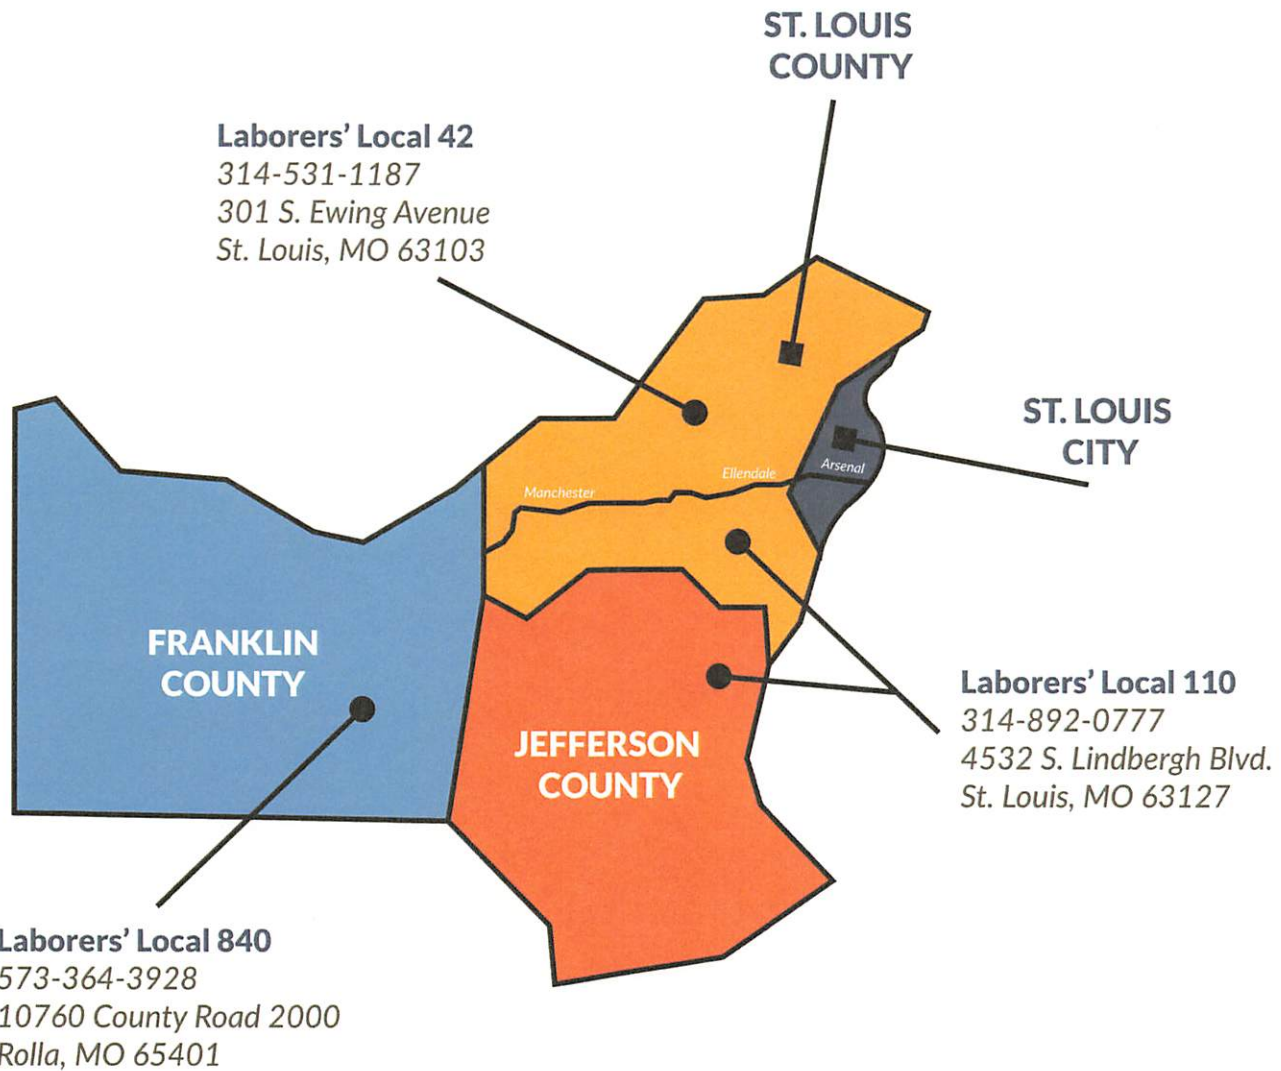 ST. LOUIS
COUNTY
Laborers' Local 42
314-531-1187
301 S. Ewing Avenue
St. Louis, MO 63103
ST. LOUIS
CITY
Ellendale
Arsenal
Manchester
FRANKLIN
COUNTY
JEFFERSON
COUNTY
Laborers' Local 110
314-892-0777
4532 S. Lindbergh Blvd.
St. Louis, MO 63127
Laborers' Local 840
573-364-3928
10760 County Road 2000
Rolla, MO 65401